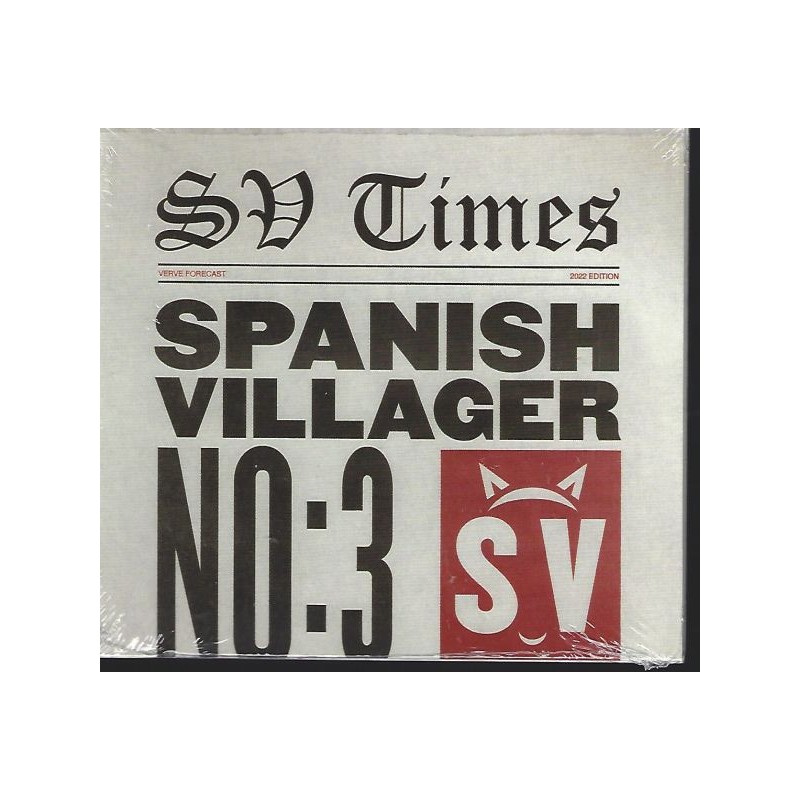 SV Times
VERVE FORECAST 2022 EDITION
SPANISH
VILLAGER
NO:3
SV